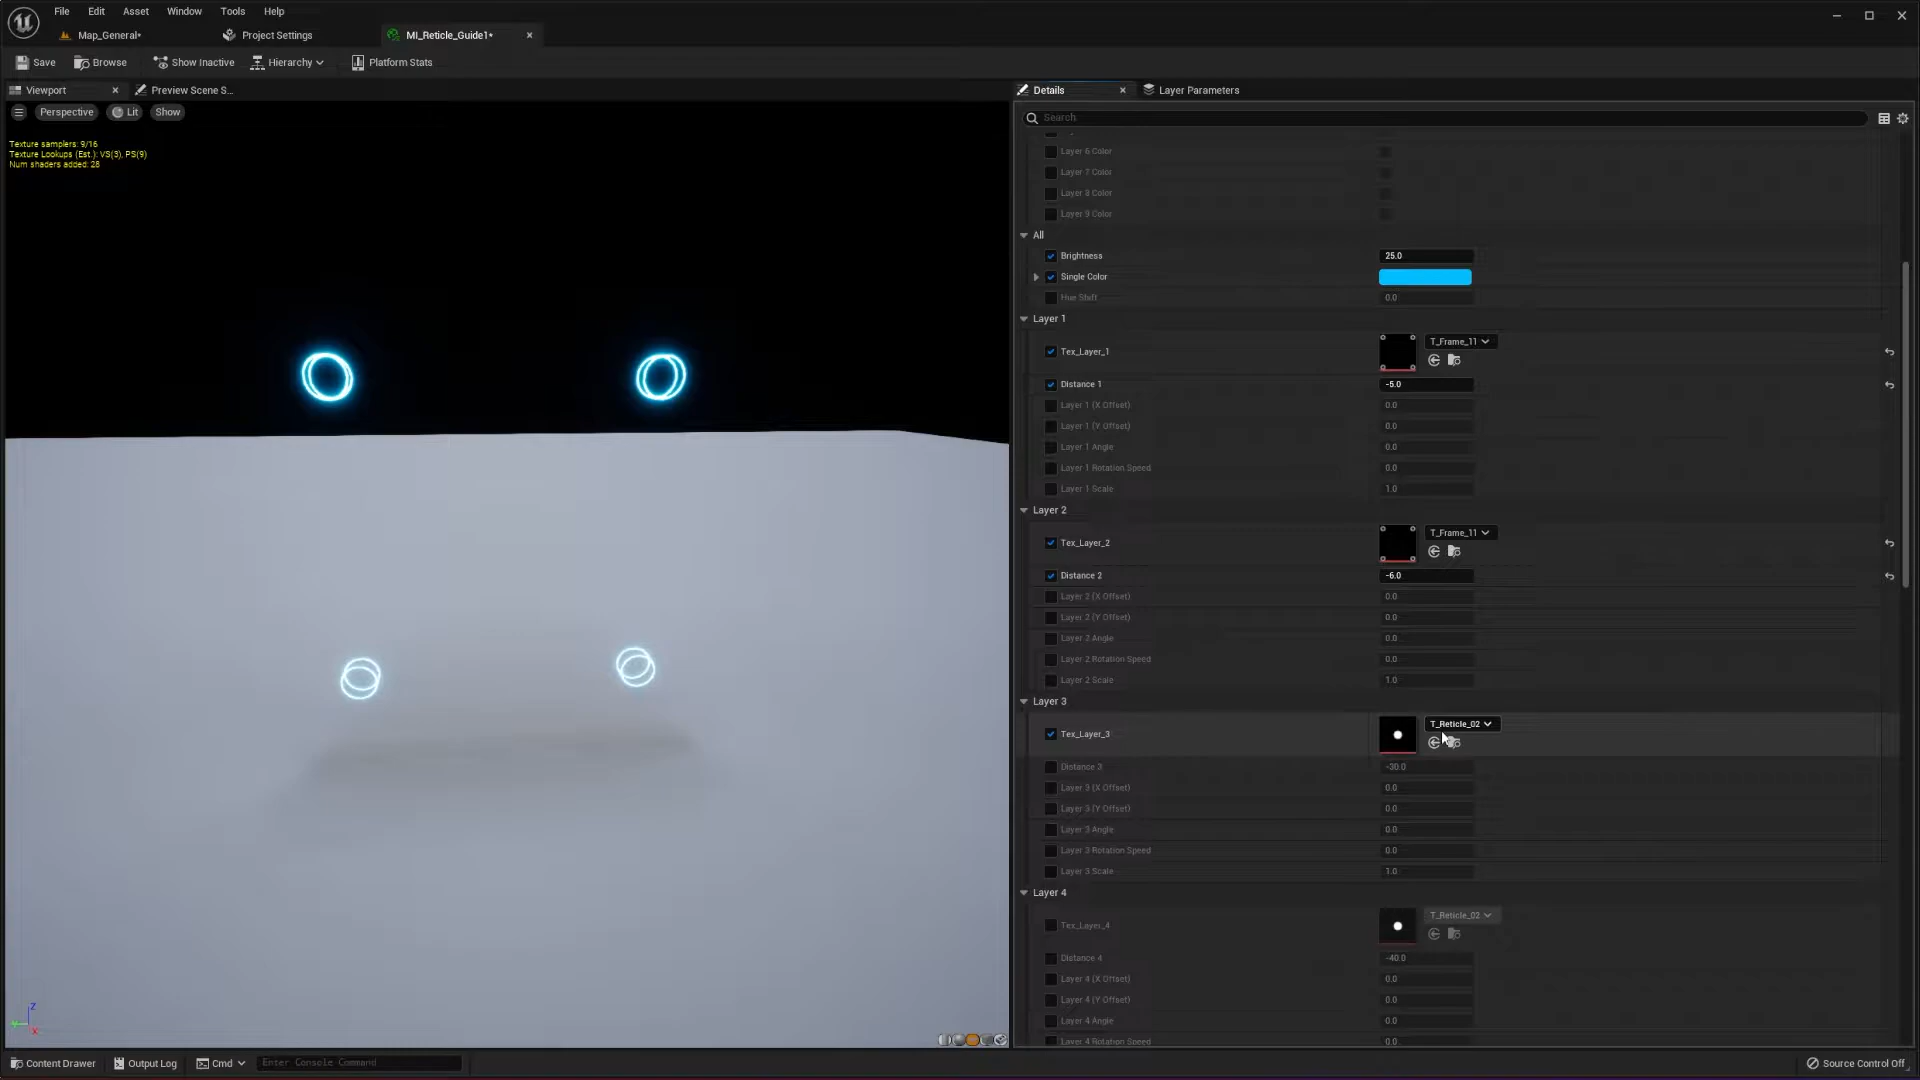 File Edit Asset Window Tools Help
Map_General* Project Settings MI_Reticle_Guide1*
Save Browse Show Inactive Hierarchy Platform Stats
Viewport Preview Scene S...
Perspective Lit Show
Texture samplers: 9/16
Texture Lookups (Est.): VS(3), PS(9)
Num shaders added: 28
Z
X
Details Layer Parameters
Search
Layer 6 Color
Layer 7 Color
Layer 8 Color
Layer 9 Color
All
Brightness 25.0
Single Color
Hue Shift 0.0
Layer 1
Tex_Layer_1 T_Frame_11
Distance 1 -5.0
Layer 1 (X Offset) 0.0
Layer 1 (Y Offset) 0.0
Layer 1 Angle 0.0
Layer 1 Rotation Speed 0.0
Layer 1 Scale 1.0
Layer 2
Tex_Layer_2 T_Frame_11
Distance 2 -6.0
Layer 2 (X Offset) 0.0
Layer 2 (Y Offset) 0.0
Layer 2 Angle 0.0
Layer 2 Rotation Speed 0.0
Layer 2 Scale 1.0
Layer 3
Tex_Layer_3 T_Reticle_02
Distance 3 -30.0
Layer 3 (X Offset) 0.0
Layer 3 (Y Offset) 0.0
Layer 3 Angle 0.0
Layer 3 Rotation Speed 0.0
Layer 3 Scale 1.0
Layer 4
Tex_Layer_4 T_Reticle_02
Distance 4 -40.0
Layer 4 (X Offset) 0.0
Layer 4 (Y Offset) 0.0
Layer 4 Angle 0.0
Layer 4 Rotation Speed 0.0
Content Drawer Output Log Cmd Enter Console Command Source Control Off